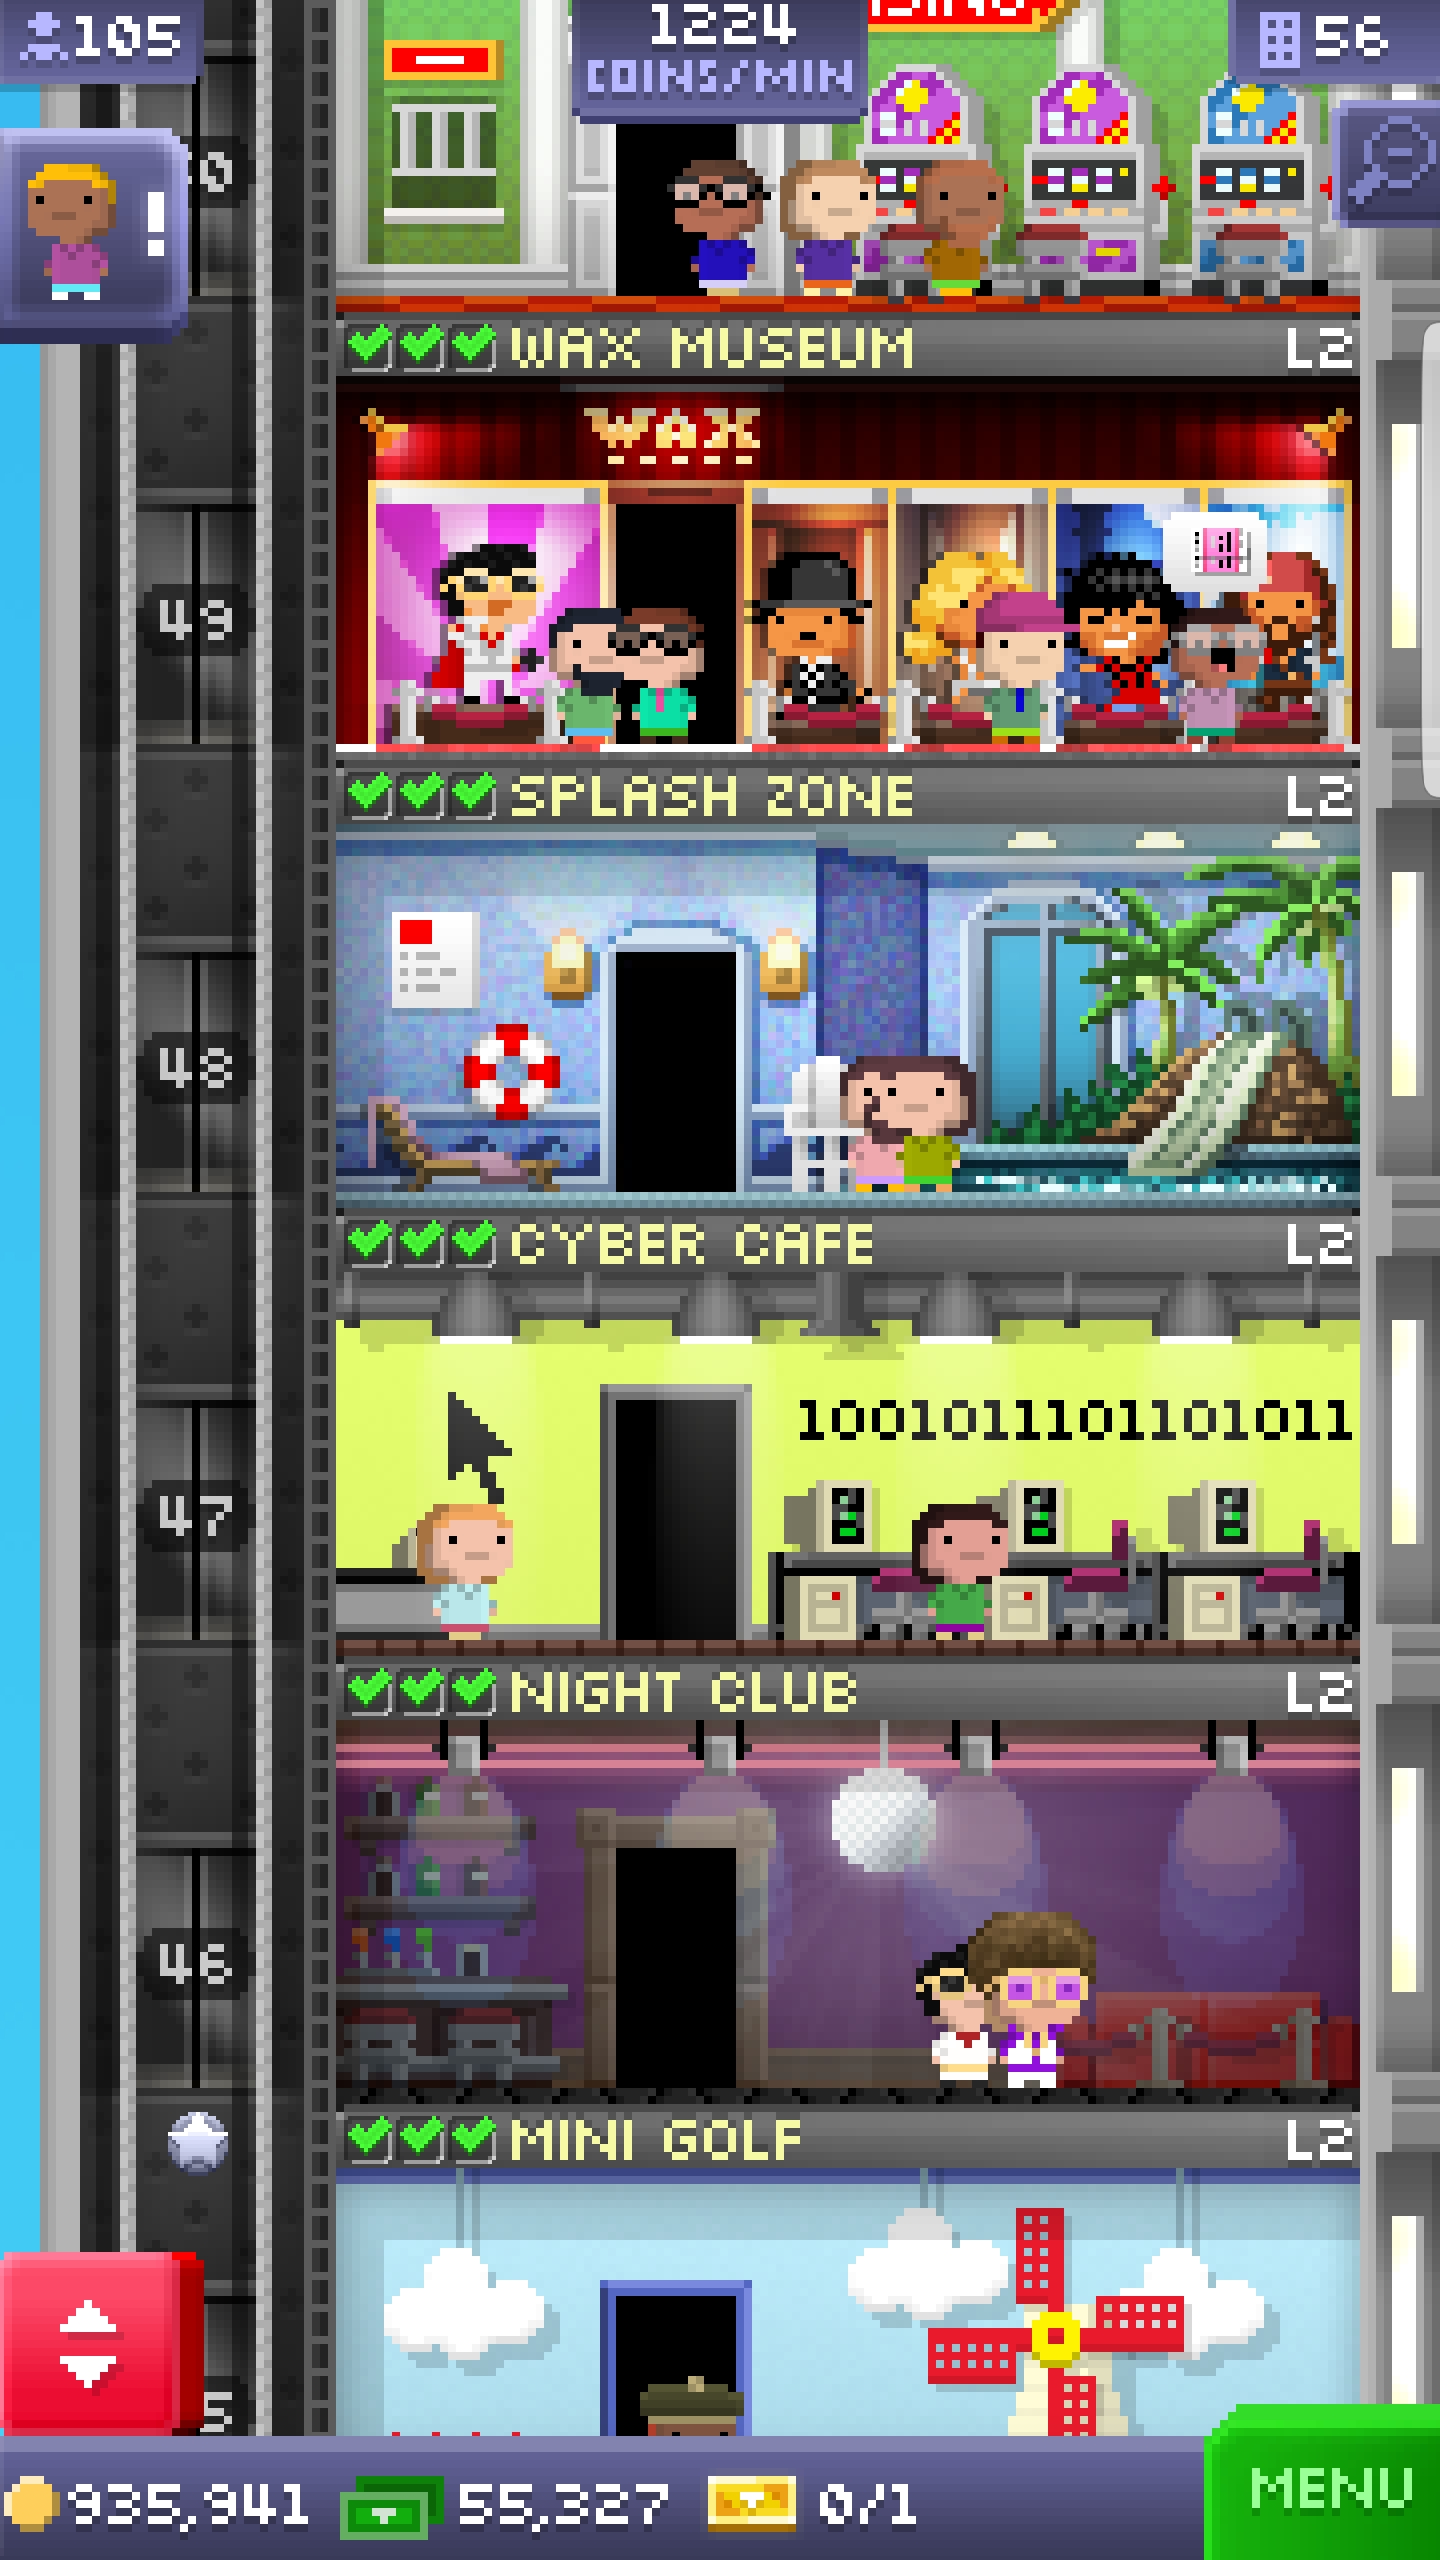 105
1224
COINS/MIN
56
!
WAX MUSEUM L2
WAX
49
SPLASH ZONE L2
48
CYBER CAFE L2
1001011101101011
47
NIGHT CLUB L2
46
MINI GOLF L2
935,941 55,327 0/1 MENU